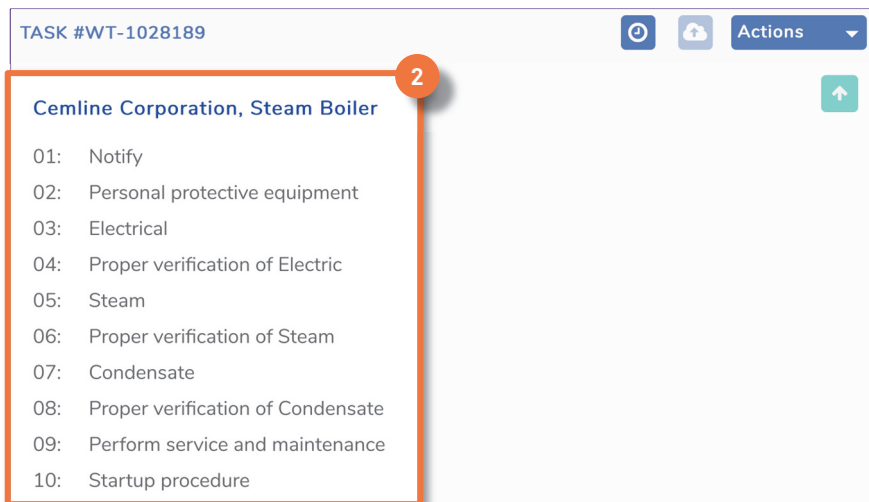 TASK #WT-1028189
Actions
2
Cemline Corporation, Steam Boiler
01: Notify
02: Personal protective equipment
03: Electrical
04: Proper verification of Electric
05: Steam
06: Proper verification of Steam
07: Condensate
08: Proper verification of Condensate
09: Perform service and maintenance
10: Startup procedure